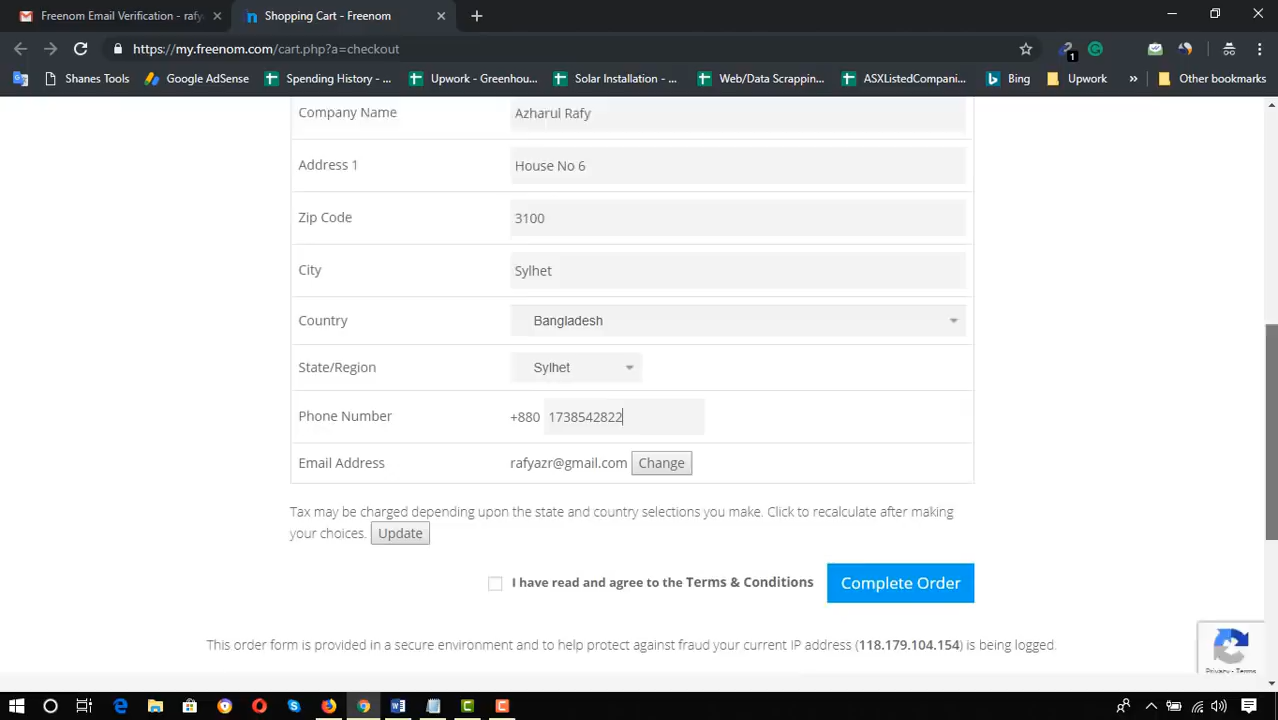 Freenom Email Verification - rafy
Shopping Cart - Freenom
https://my.freenom.com/cart.php?a=checkout
1
Shanes Tools
Google AdSense
Spending History - ...
Upwork - Greenhou...
Solar Installation - ...
Web/Data Scrappin...
ASXListedCompani...
Bing
Upwork
»
Other bookmarks
Company Name Azharul Rafy
Address 1 House No 6
Zip Code 3100
City Sylhet
Country Bangladesh
State/Region Sylhet
Phone Number +880 1738542822
Email Address rafyazr@gmail.com Change
Tax may be charged depending upon the state and country selections you make. Click to recalculate after making
your choices. Update
I have read and agree to the Terms & Conditions Complete Order
This order form is provided in a secure environment and to help protect against fraud your current IP address (118.179.104.154) is being logged.
Privacy - Terms